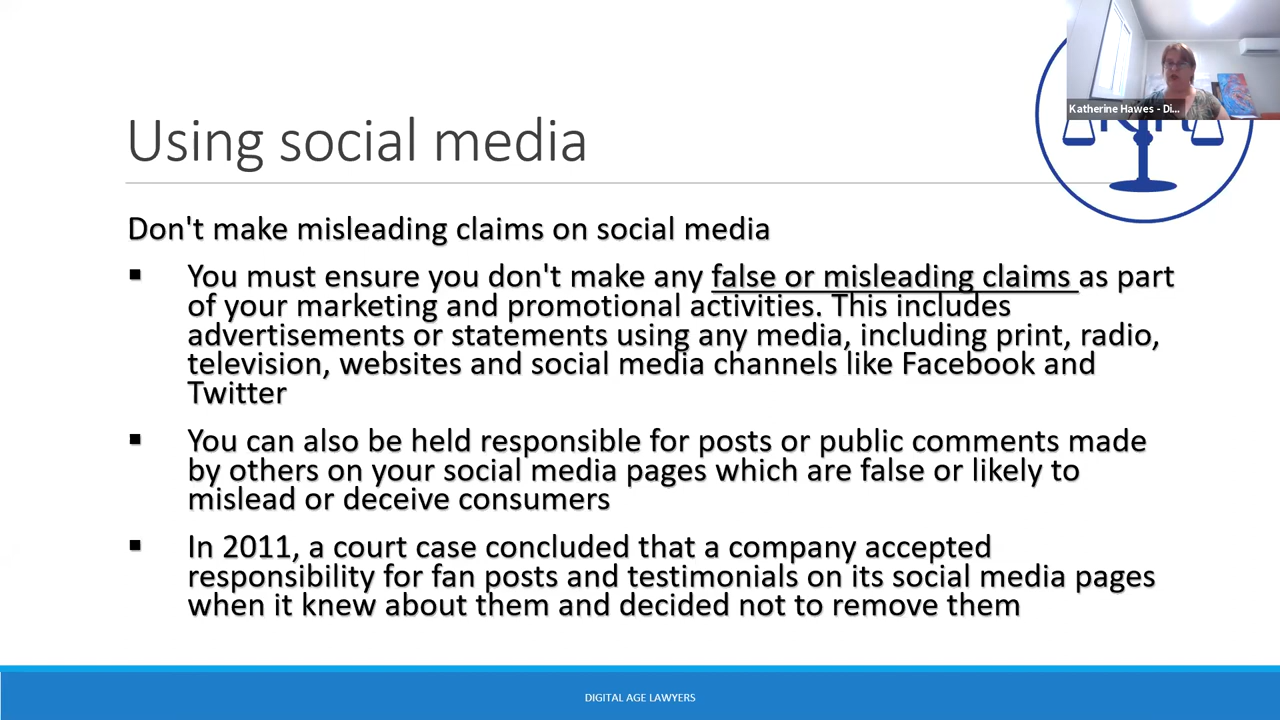 Katherine Hawes - Di...
Using social media
Don't make misleading claims on social media
▪ You must ensure you don't make any false or misleading claims as part
of your marketing and promotional activities. This includes
advertisements or statements using any media, including print, radio,
television, websites and social media channels like Facebook and
Twitter
▪ You can also be held responsible for posts or public comments made
by others on your social media pages which are false or likely to
mislead or deceive consumers
▪ In 2011, a court case concluded that a company accepted
responsibility for fan posts and testimonials on its social media pages
when it knew about them and decided not to remove them
DIGITAL AGE LAWYERS